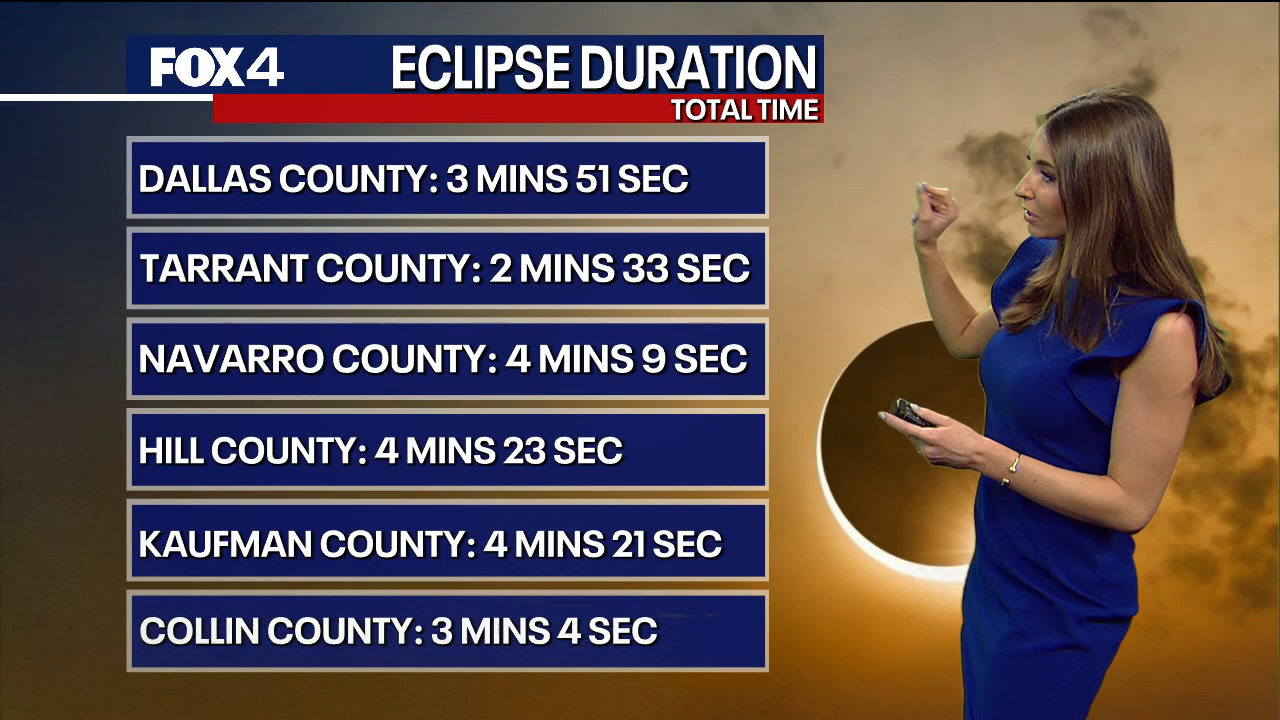 FOX4
ECLIPSE DURATION
TOTAL TIME
DALLAS COUNTY: 3 MINS 51 SEC
TARRANT COUNTY: 2 MINS 33 SEC
NAVARRO COUNTY: 4 MINS 9 SEC
HILL COUNTY: 4 MINS 23 SEC
KAUFMAN COUNTY: 4 MINS 21 SEC
COLLIN COUNTY: 3 MINS 4 SEC